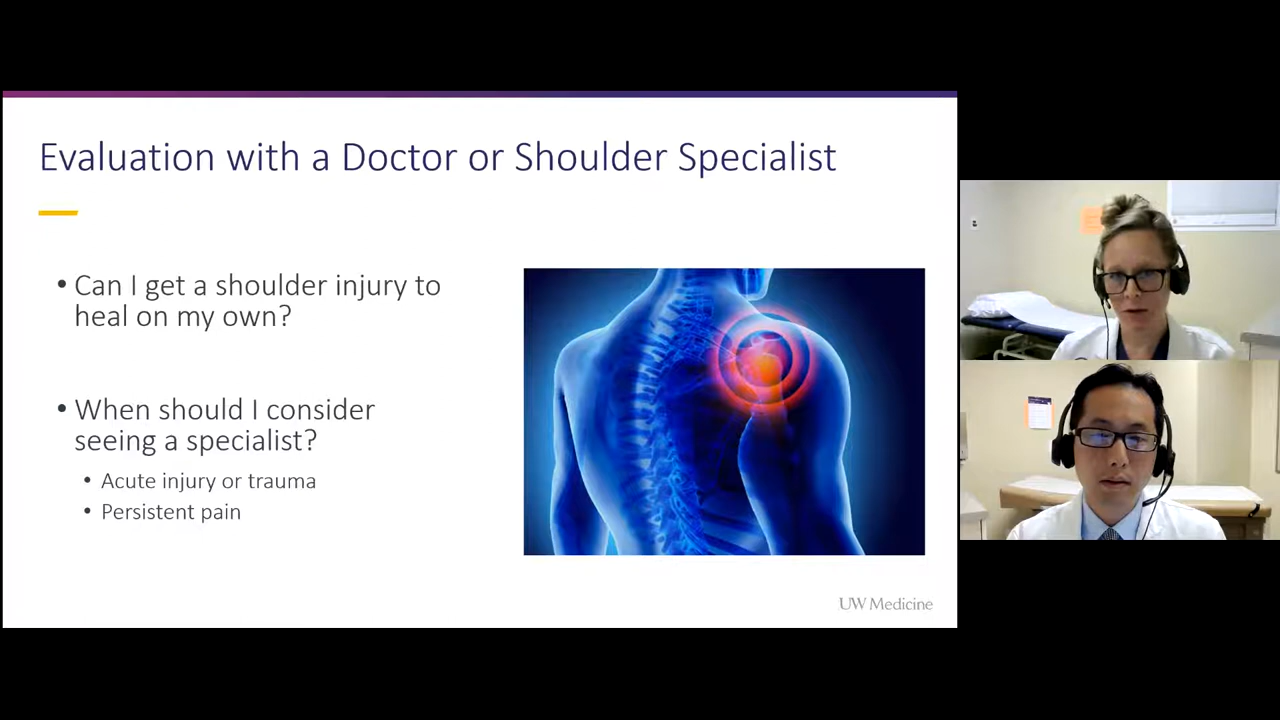 Evaluation with a Doctor or Shoulder Specialist
• Can I get a shoulder injury to
heal on my own?
• When should I consider
seeing a specialist?
• Acute injury or trauma
• Persistent pain
UW Medicine